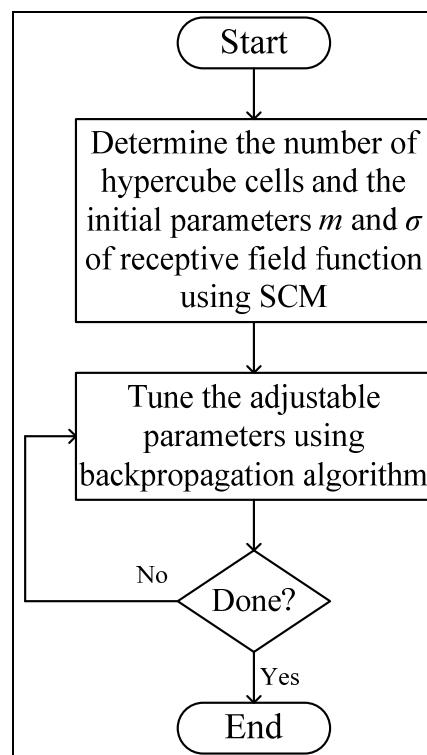 Start
Determine the number of
hypercube cells and the
initial parameters m and σ
of receptive field function
using SCM
Tune the adjustable
parameters using
backpropagation algorithm
No
Done?
Yes
End